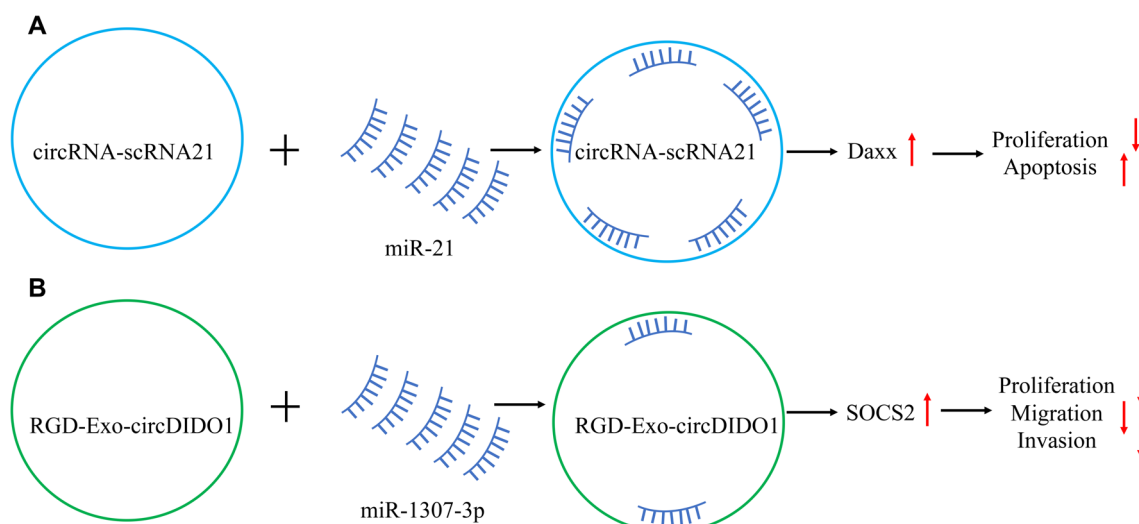 A
circRNA-scRNA21
+
miR-21
circRNA-scRNA21
Daxx
Proliferation
Apoptosis
B
RGD-Exo-circDIDO1
+
miR-1307-3p
RGD-Exo-circDIDO1
SOCS2
Proliferation
Migration
Invasion